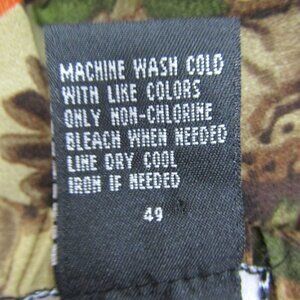 MACHINE WASH COLD
WITH LIKE COLORS
ONLY NON-CHLORINE
BLEACH WHEN NEEDED
LINE DRY COOL
IRON IF NEEDED
49